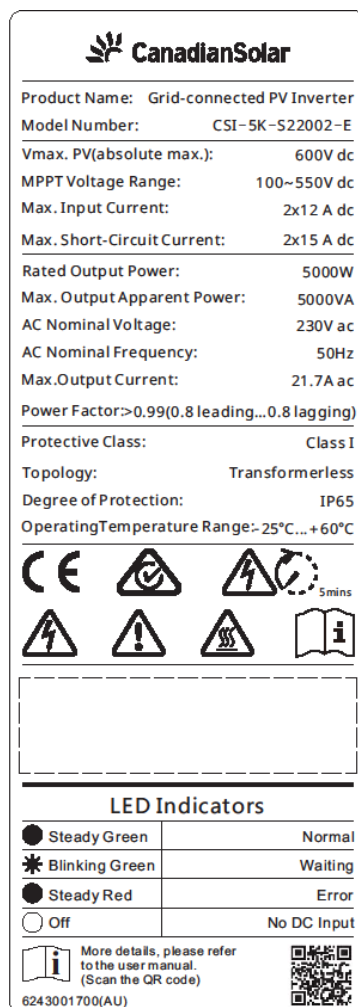 CanadianSolar
Product Name: Grid-connected PV Inverter
Model Number: CSI-5K-S22002-E
Vmax. PV(absolute max.): 600V dc
MPPT Voltage Range: 100~550V dc
Max. Input Current: 2x12 A dc
Max. Short-Circuit Current: 2x15 A dc
Rated Output Power: 5000W
Max. Output Apparent Power: 5000VA
AC Nominal Voltage: 230V ac
AC Nominal Frequency: 50Hz
Max.Output Current: 21.7A ac
Power Factor:>0.99(0.8 leading...0.8 lagging)
Protective Class: Class I
Topology: Transformerless
Degree of Protection: IP65
OperatingTemperature Range:-25°C...+60°C
CE
5mins
i
LED Indicators
Steady Green Normal
Blinking Green Waiting
Steady Red Error
Off No DC Input
i
More details, please refer
to the user manual.
(Scan the QR code)
6243001700(AU)